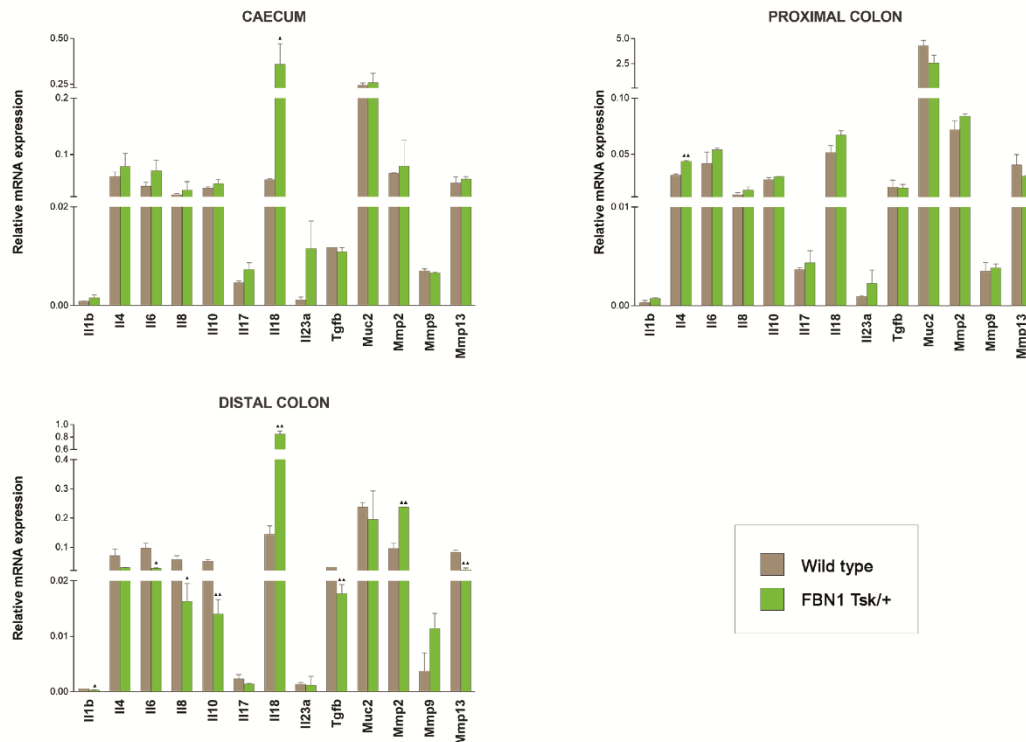 CAECUM
Relative mRNA expression
0.50
0.25
0.2
0.1
0.02
0.00
Il1b Il4 Il6 Il8 Il10 Il17 Il18 Il23a Tgfb Muc2 Mmp2 Mmp9 Mmp13
PROXIMAL COLON
Relative mRNA expression
5.0
2.5
0.10
0.05
0.01
0.00
Il1b Il4 Il6 Il8 Il10 Il17 Il18 Il23a Tgfb Muc2 Mmp2 Mmp9 Mmp13
DISTAL COLON
Relative mRNA expression
1.0
0.8
0.6
0.4
0.3
0.2
0.1
0.02
0.01
0.00
Il1b Il4 Il6 Il8 Il10 Il17 Il18 Il23a Tgfb Muc2 Mmp2 Mmp9 Mmp13
Wild type
FBN1 Tsk/+